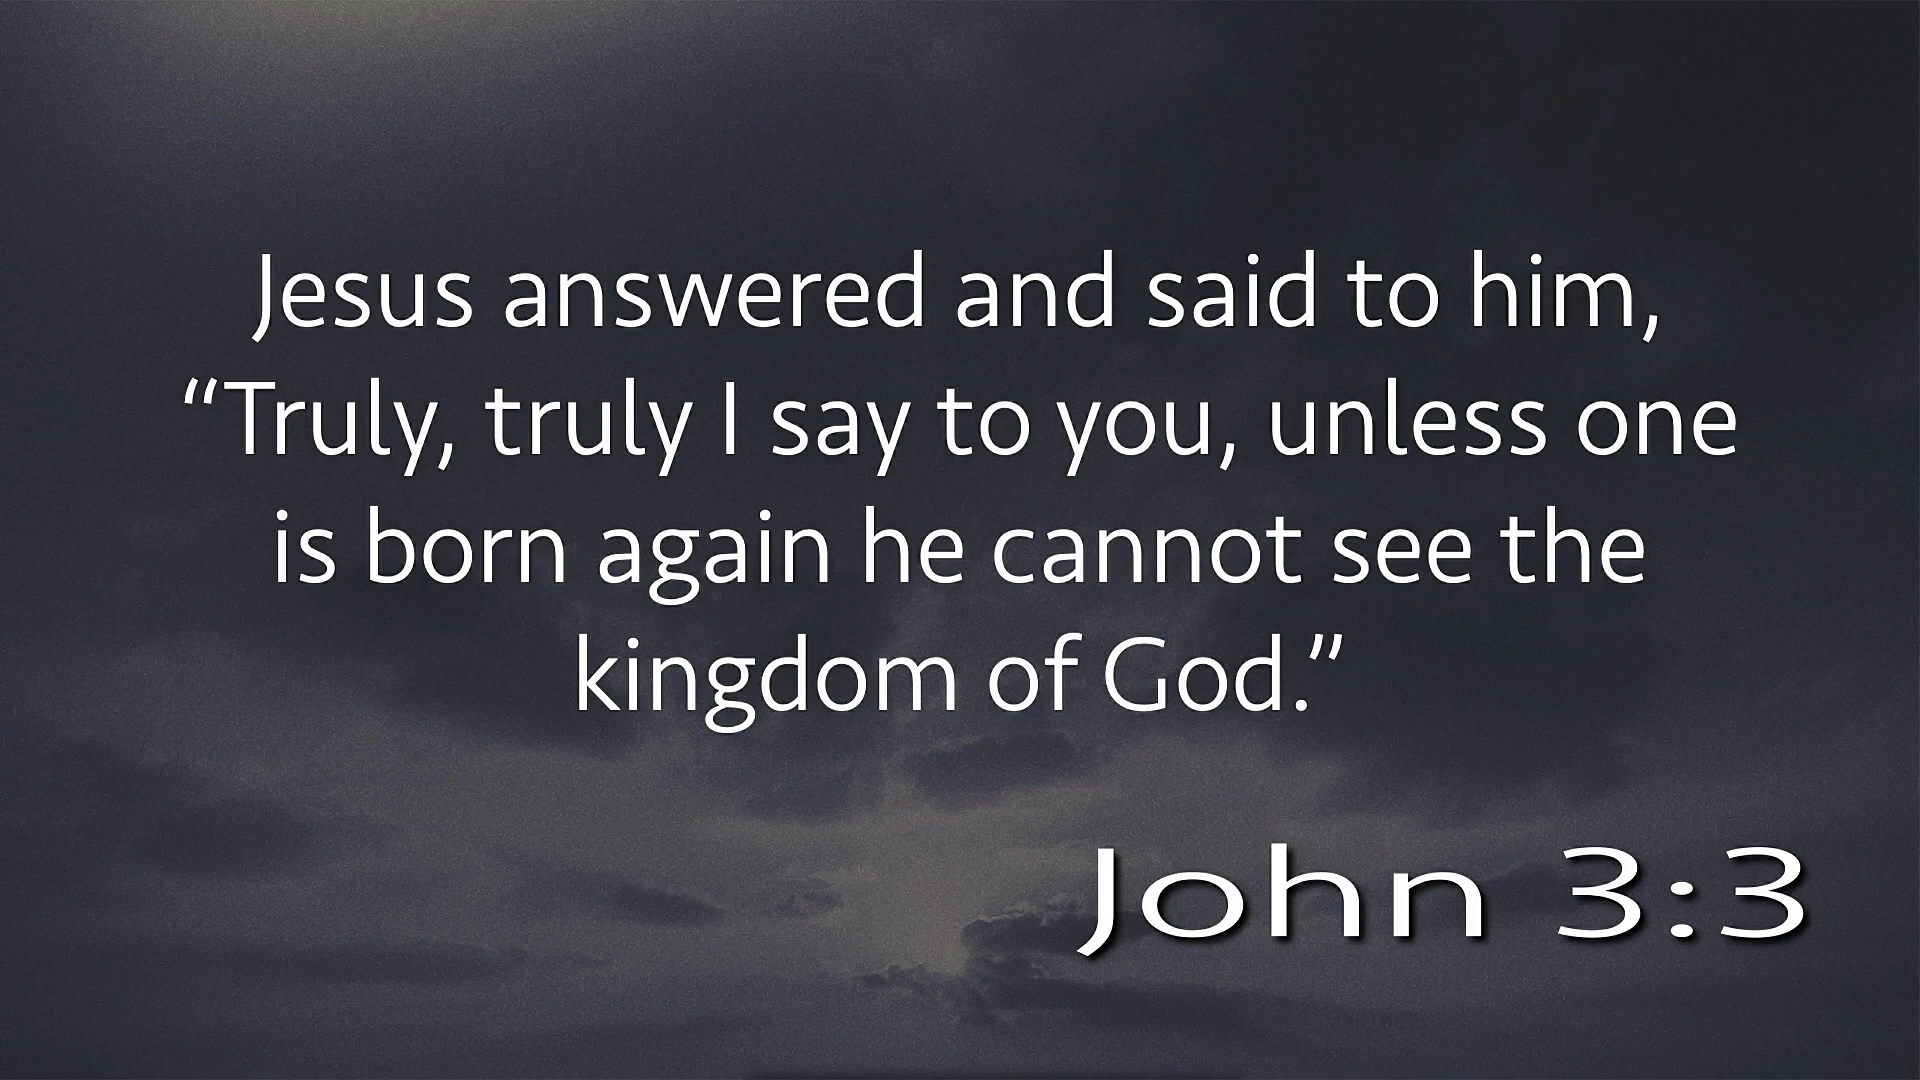 Jesus answered and said to him,
“Truly, truly I say to you, unless one
is born again he cannot see the
kingdom of God.”
John 3:3